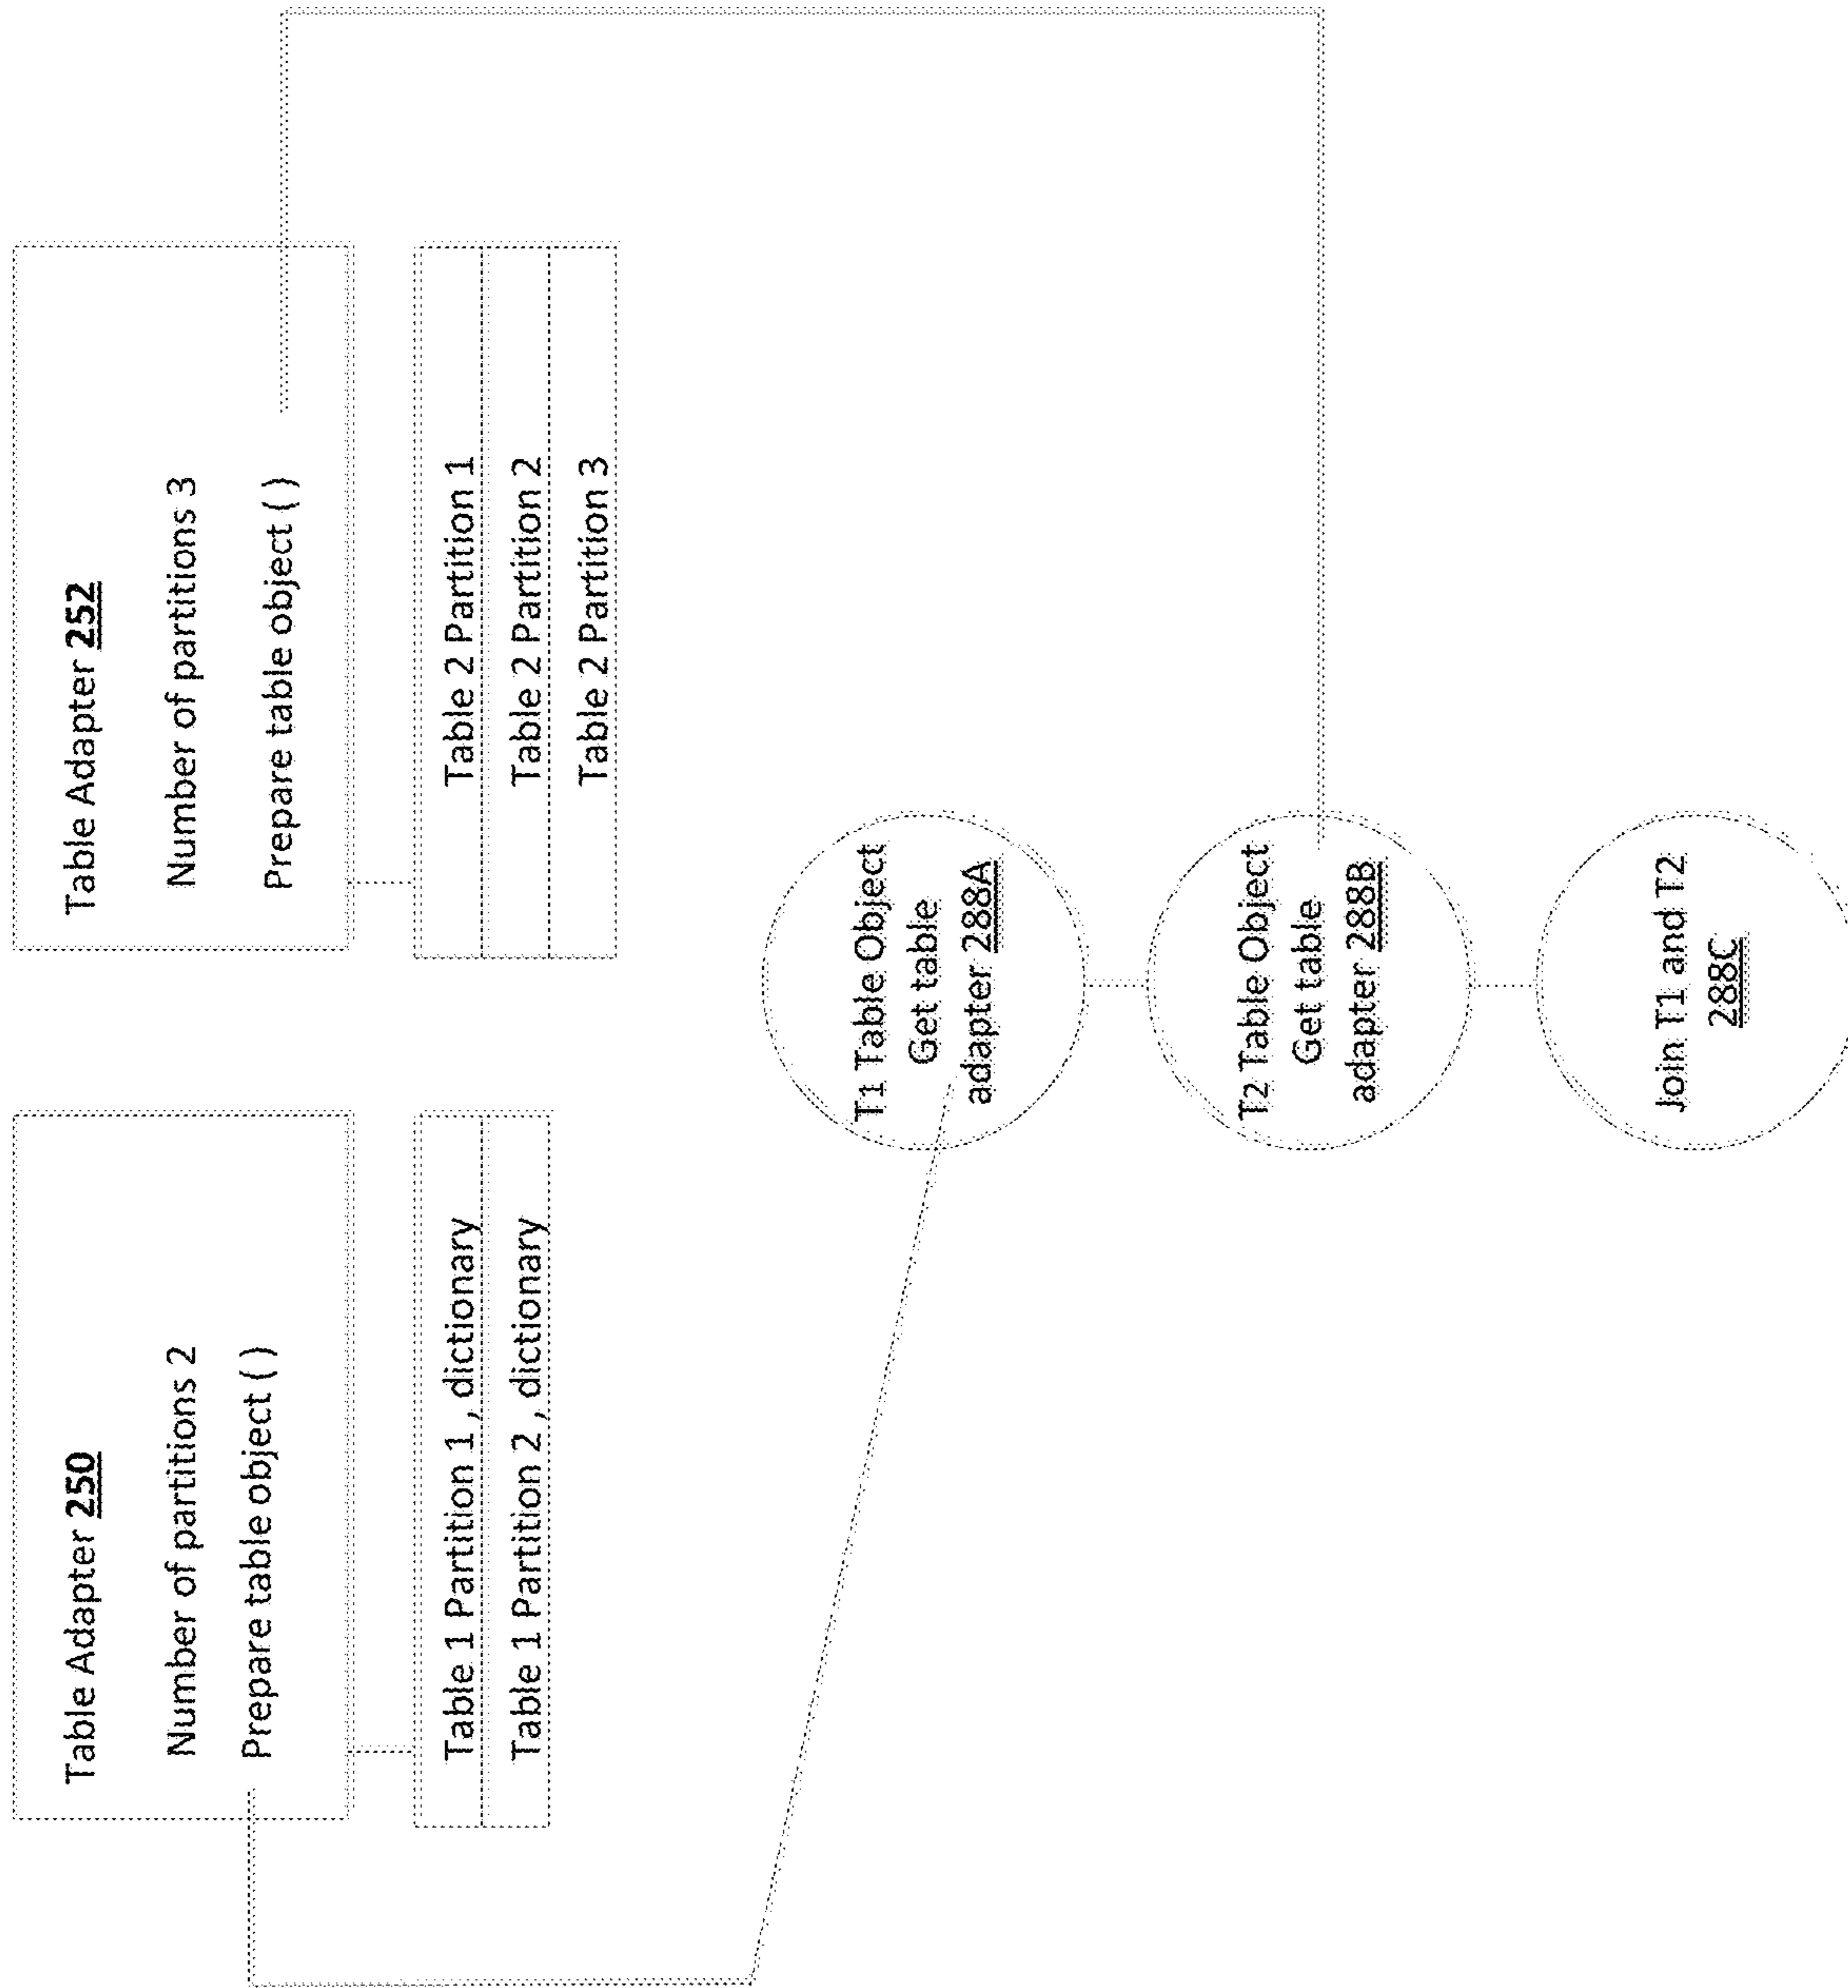 Table Adapter 250
Number of partitions 2
Prepare table object ( )
Table 1 Partition 1 , dictionary
Table 1 Partition 2 , dictionary
Table Adapter 252
Number of partitions 3
Prepare table object ( )
Table 2 Partition 1
Table 2 Partition 2
Table 2 Partition 3
T1 Table Object
Get table
adapter 288A
T2 Table Object
Get table
adapter 288B
Join T1 and T2
288C